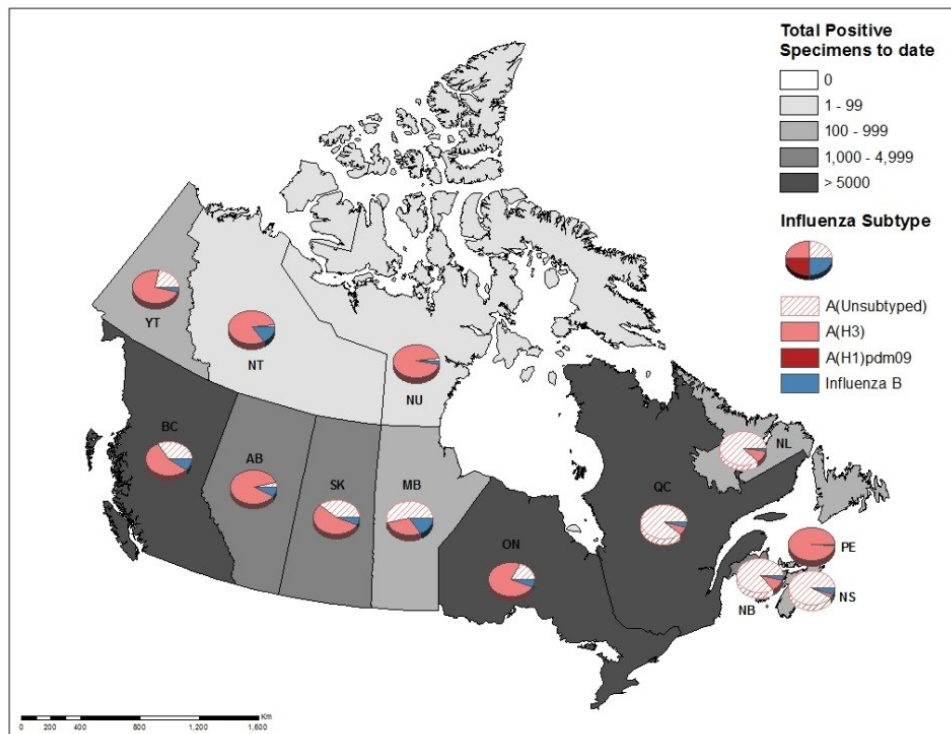 Total Positive
Specimens to date
0
1 - 99
100 - 999
1,000 - 4,999
> 5000
Influenza Subtype
A(Unsubtyped)
A(H3)
A(H1)pdm09
Influenza B
YT
NT
NU
BC
AB
SK
MB
ON
QC
NL
PE
NB
NS
Km
0 200 400 800 1,200 1,600